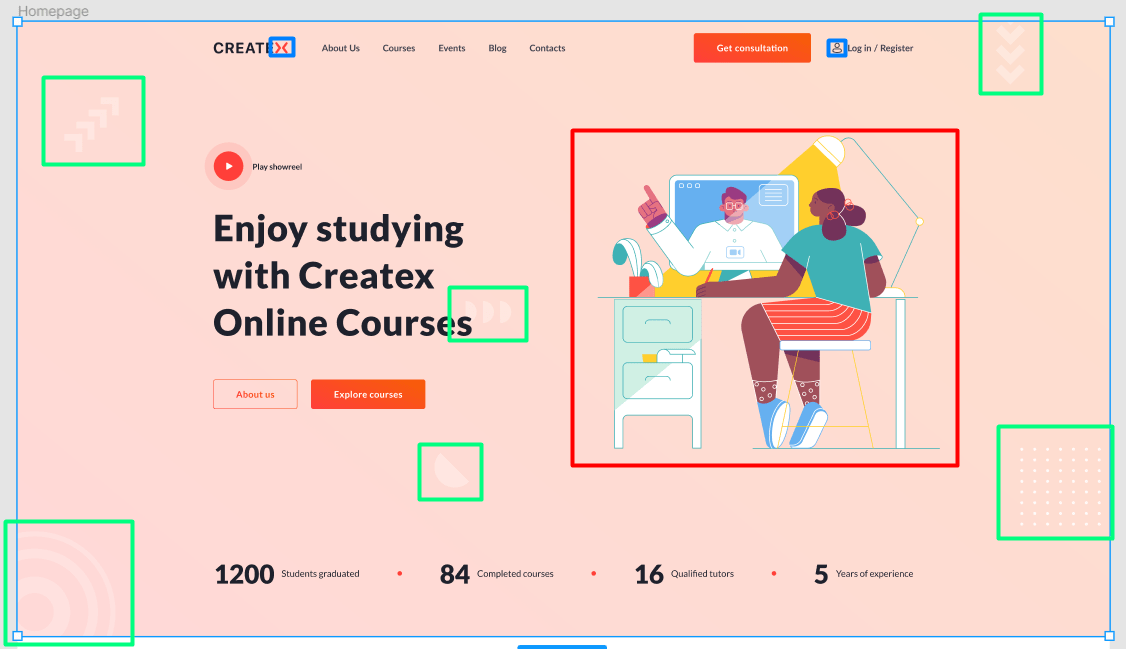 Homepage
CREATEX
About Us
Courses
Events
Blog
Contacts
Get consultation
Log in / Register
Play showreel
Enjoy studying
with Createx
Online Courses
About us
Explore courses
1200 Students graduated
84 Completed courses
16 Qualified tutors
5 Years of experience